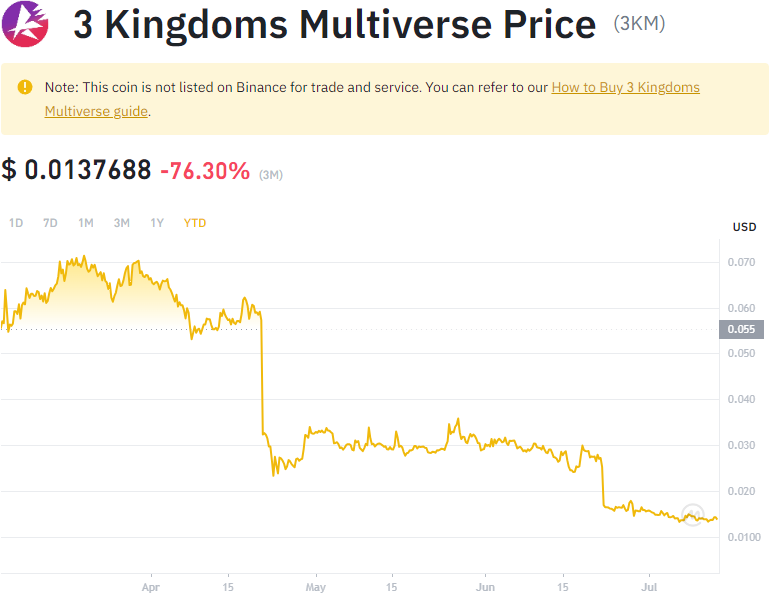 3 Kingdoms Multiverse Price (3KM)
Note: This coin is not listed on Binance for trade and service. You can refer to our How to Buy 3 Kingdoms
Multiverse guide.
$ 0.0137688 -76.30% (3M)
1D 7D 1M 3M 1Y YTD
USD
0.070
0.060
0.055
0.050
0.040
0.030
0.020
0.0100
Apr 15 May 15 Jun 15 Jul